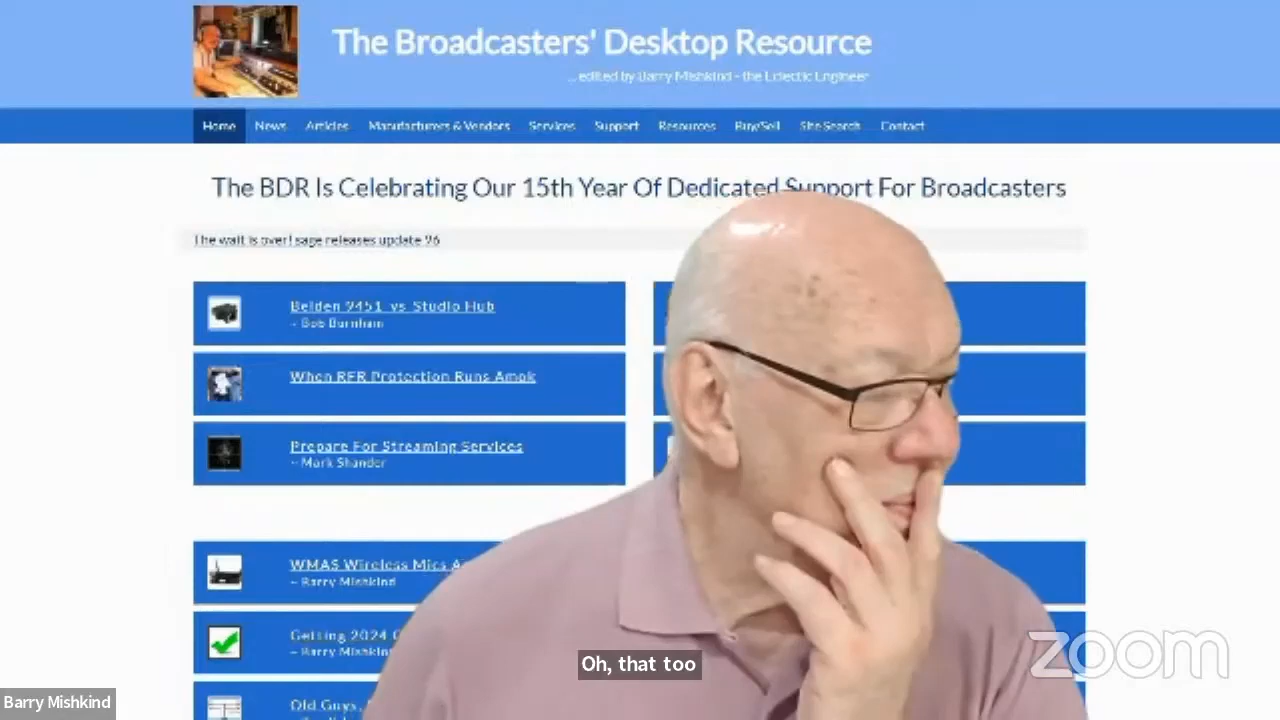 The Broadcasters' Desktop Resource
... edited by Barry Mishkind - the Eclectic Engineer
Home News Articles Manufacturers & Vendors Services Support Resources Buy/Sell Site Search Contact
The BDR Is Celebrating Our 15th Year Of Dedicated Support For Broadcasters
The wait is over! sage releases update 96
Belden 9451 vs Studio Hub
- Bob Burnham
When RFR Protection Runs Amok
Prepare For Streaming Services
- Mark Shander
WMAS Wireless Mics
- Barry Mishkind
Getting 2024
- Barry
Old Guys,
Oh, that too
zoom
Barry Mishkind